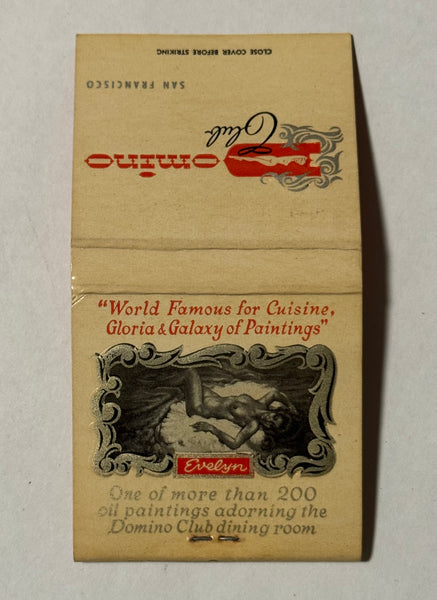 CLOSE COVER BEFORE STRIKING
SAN FRANCISCO
Club
omino
"World Famous for Cuisine,
Gloria & Galaxy of Paintings"
Evelyn
One of more than 200
oil paintings adorning the
Domino Club dining room